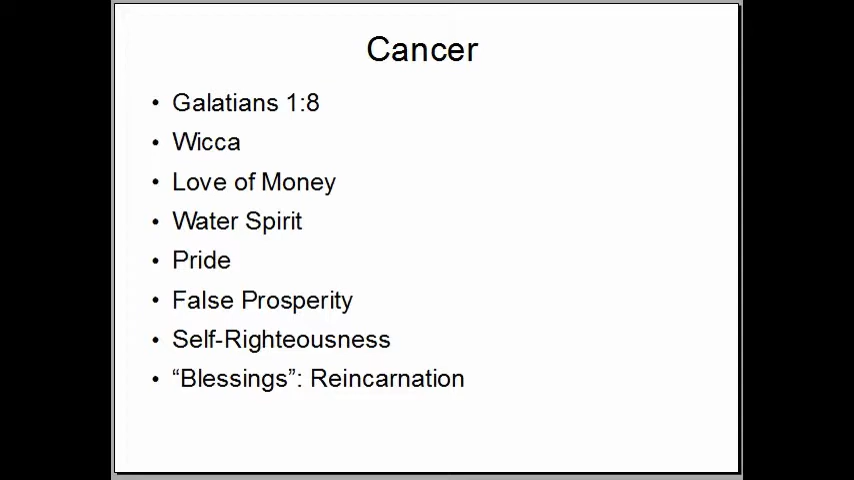 Cancer
• Galatians 1:8
• Wicca
• Love of Money
• Water Spirit
• Pride
• False Prosperity
• Self-Righteousness
• “Blessings”: Reincarnation